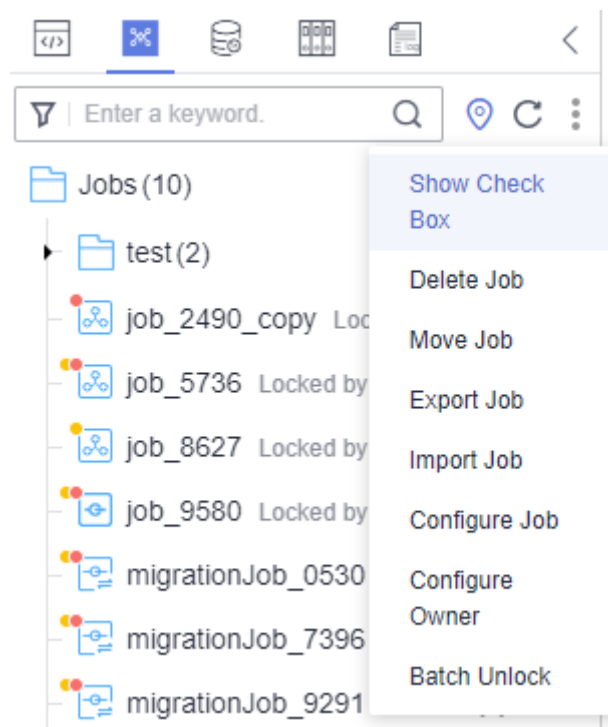 Enter a keyword.
Jobs (10)
Show Check
Box
test (2)
Delete Job
job_2490_copy Loc
Move Job
job_5736 Locked by
Export Job
job_8627 Locked by
Import Job
job_9580 Locked by
Configure Job
migrationJob_0530
Configure
Owner
migrationJob_7396
Batch Unlock
migrationJob_9291